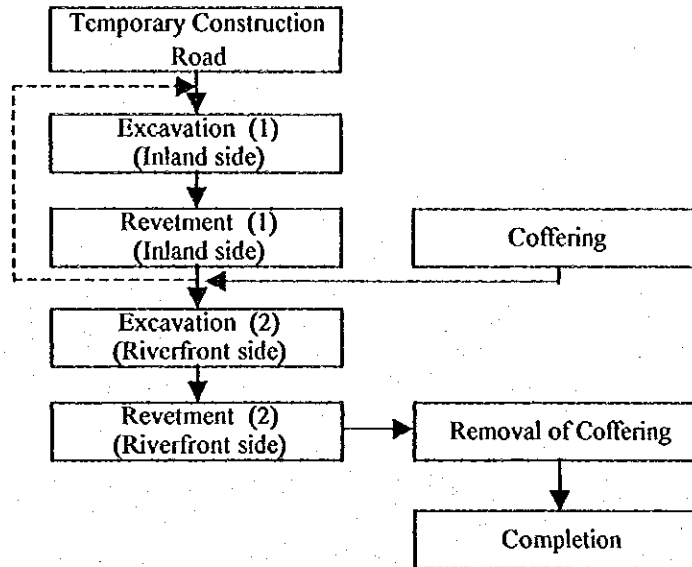 Temporary Construction
Road
Excavation (1)
(Inland side)
Revetment (1)
(Inland side)
Coffering
Excavation (2)
(Riverfront side)
Revetment (2)
(Riverfront side)
Removal of Coffering
Completion